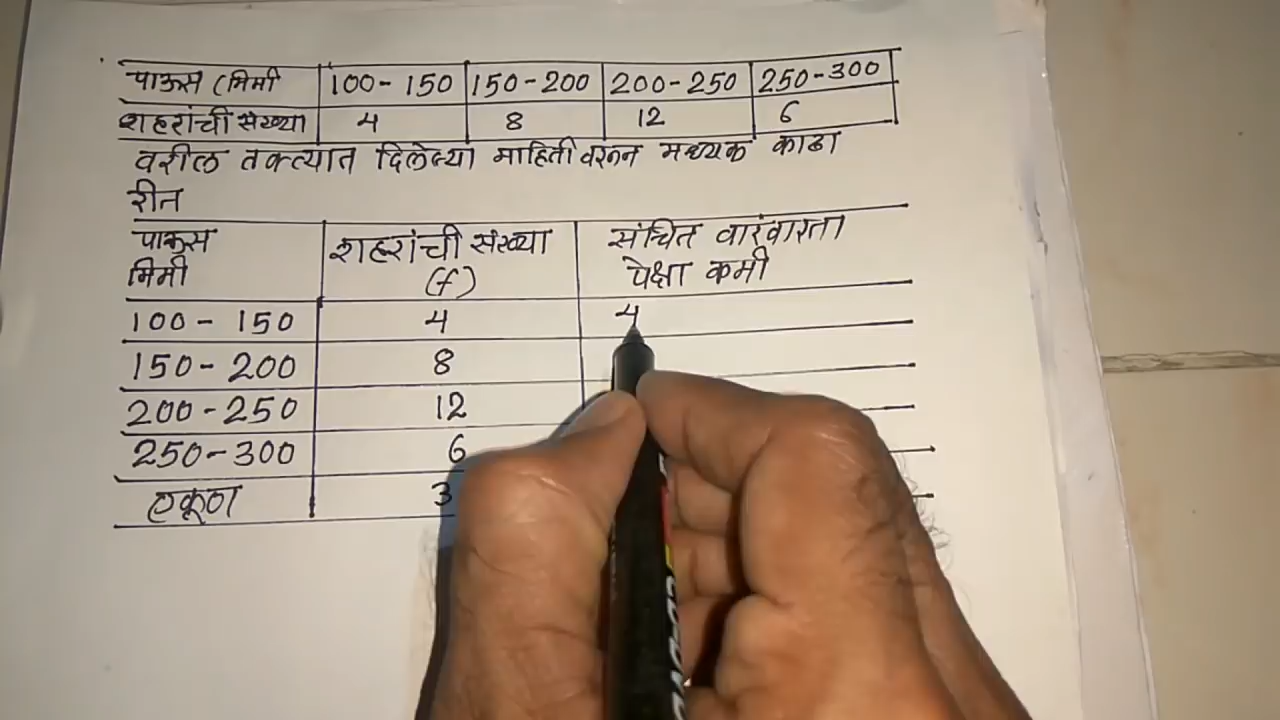 पाऊस (मिमी 100-150 150-200 200-250 250-300
शहरांची संख्या 4 8 12 6
वरील तक्त्यात दिलेल्या माहितीवरून मध्यक काढा
रीत
पाऊस शहरांची संख्या संचित वारंवारता
मिमी (f) पेक्षा कमी
100-150 4 4
150-200 8
200-250 12
250-300 6
एकूण 3